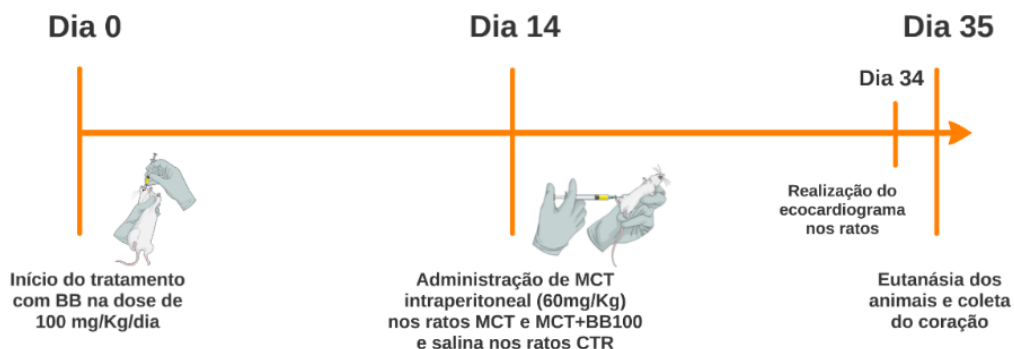 Dia 0
Dia 14
Dia 35
Dia 34
Realização do
ecocardiograma
nos ratos
Início do tratamento
com BB na dose de
100 mg/Kg/dia
Administração de MCT
intraperitoneal (60mg/Kg)
nos ratos MCT e MCT+BB100
e salina nos ratos CTR
Eutanásia dos
animais e coleta
do coração